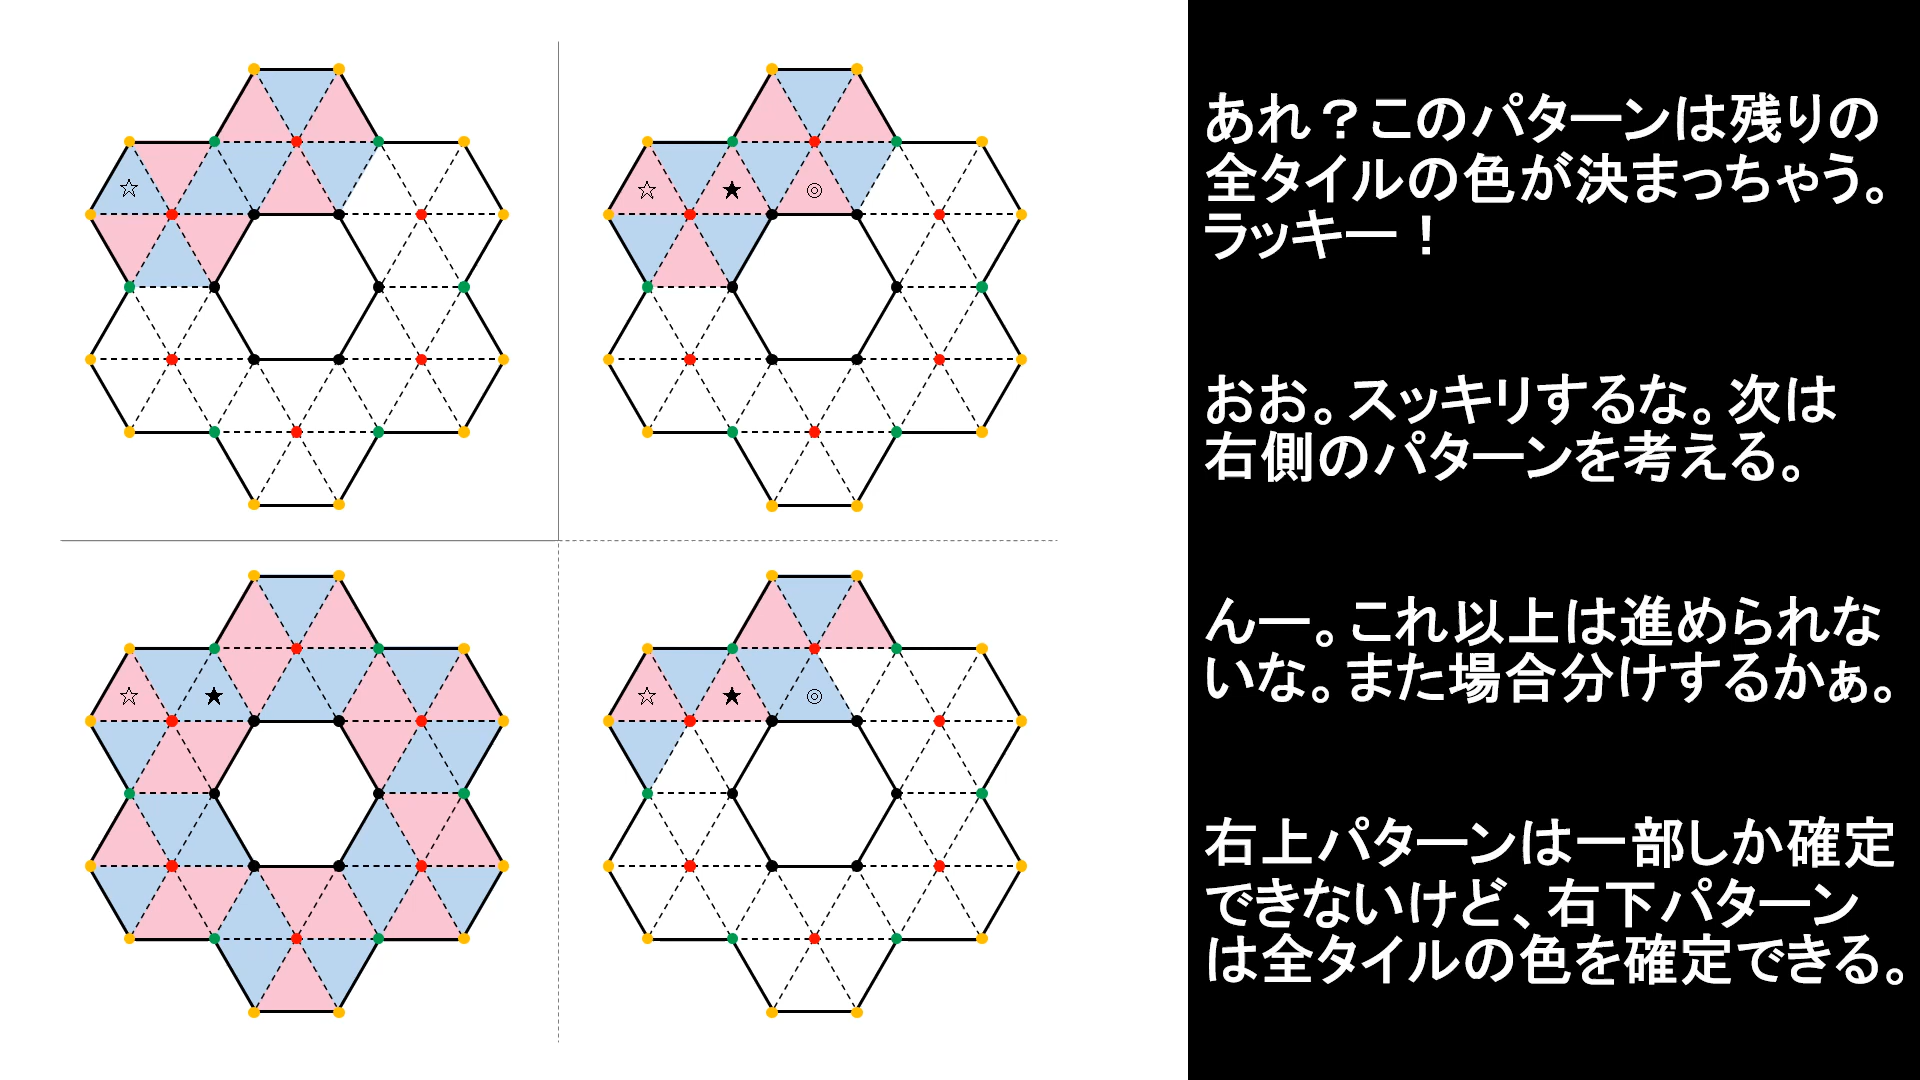 あれ？このパターンは残りの
全タイルの色が決まっちゃう。
ラッキー！
おお。スッキリするな。次は
右側のパターンを考える。
んー。これ以上は進められな
いな。また場合分けするかぁ。
右上パターンは一部しか確定
できないけど、右下パターン
は全タイルの色を確定できる。
☆
☆ ★ ◎
☆ ★
☆ ★ ◎